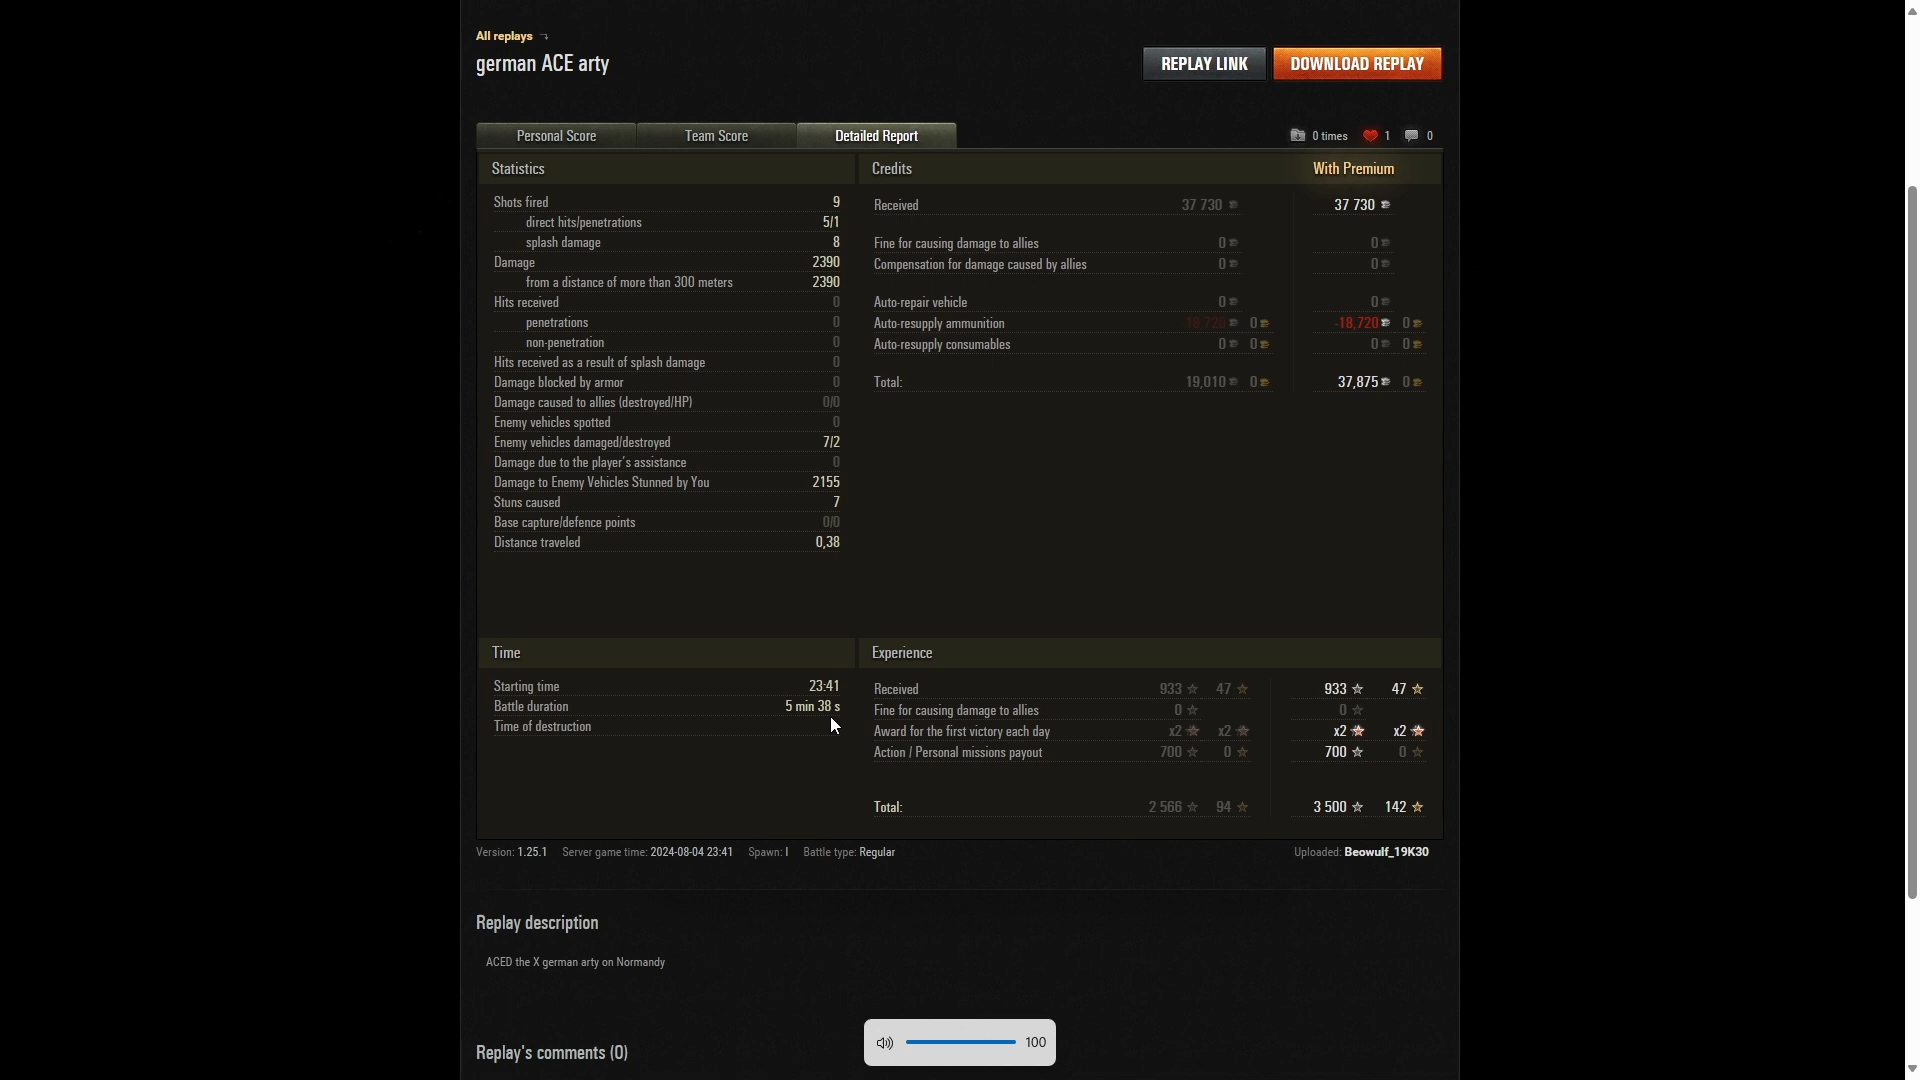 All replays
german ACE arty
REPLAY LINK DOWNLOAD REPLAY
Personal Score Team Score Detailed Report 0 times 1 0
Statistics Credits With Premium
Shots fired 9
direct hits/penetrations 5/1
splash damage 8
Damage 2390
from a distance of more than 300 meters 2390
Hits received 0
penetrations 0
non-penetration 0
Hits received as a result of splash damage 0
Damage blocked by armor 0
Damage caused to allies (destroyed/HP) 0/0
Enemy vehicles spotted 0
Enemy vehicles damaged/destroyed 7/2
Damage due to the player's assistance 0
Damage to Enemy Vehicles Stunned by You 2155
Stuns caused 7
Base capture/defence points 0/0
Distance traveled 0,38
Received 37 730 37 730
Fine for causing damage to allies 0 0
Compensation for damage caused by allies 0 0
Auto-repair vehicle 0 0
Auto-resupply ammunition -18,720 0 -18,720 0
Auto-resupply consumables 0 0 0 0
Total: 19,010 0 37,875 0
Time Experience
Starting time 23:41
Battle duration 5 min 38 s
Time of destruction
Received 933 47 933 47
Fine for causing damage to allies 0 0
Award for the first victory each day x2 x2 x2 x2
Action / Personal missions payout 700 0 700 0
Total: 2 566 94 3 500 142
Version: 1.25.1 Server game time: 2024-08-04 23:41 Spawn: I Battle type: Regular Uploaded: Beowulf_19K30
Replay description
ACED the X german arty on Normandy
Replay's comments (0)
100